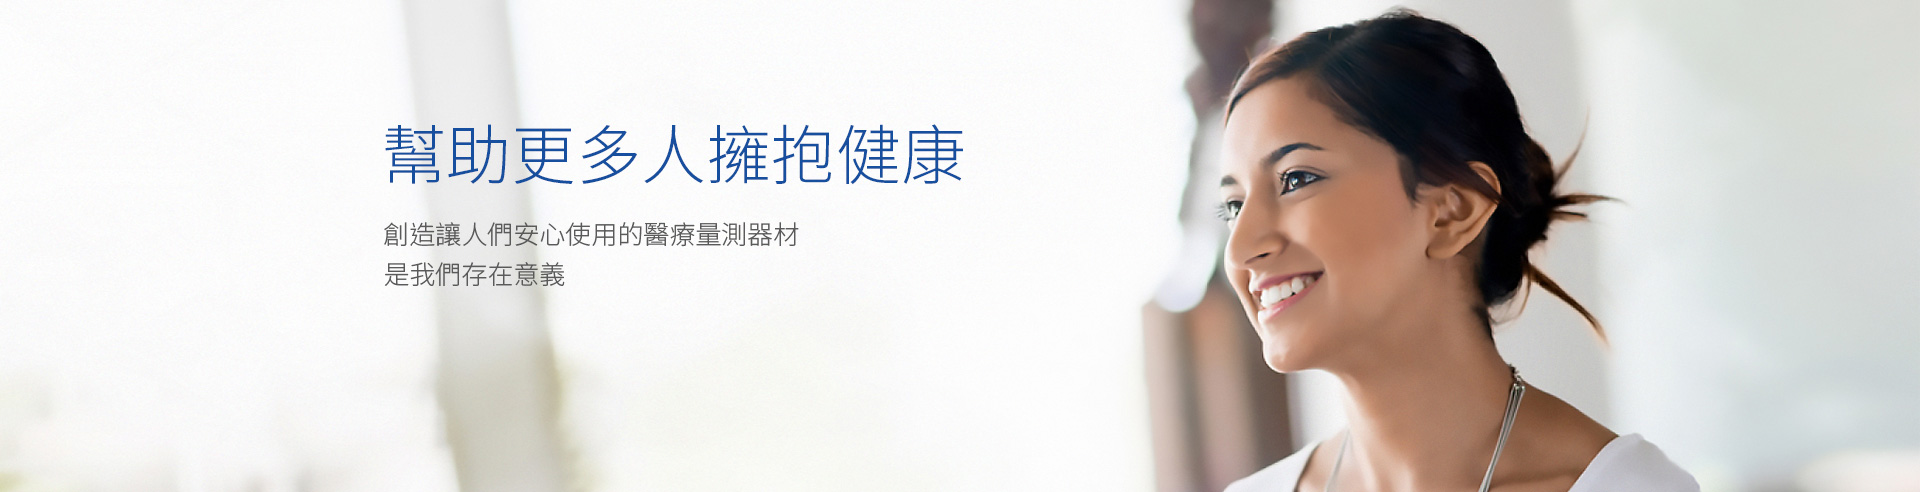 幫助更多人擁抱健康
創造讓人們安心使用的醫療量測器材
是我們存在意義